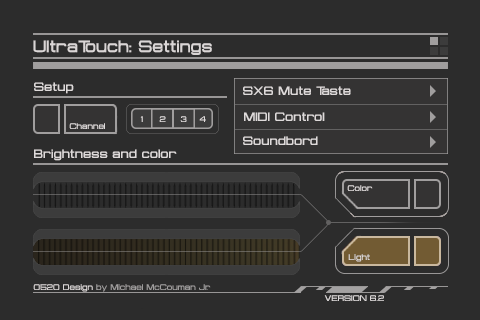 UltraTouch: Settings
Setup
SX6 Mute Taste
Channel
1 2 3 4
MIDI Control
Soundbord
Brightness and color
Color
Light
0620 Design by Michael McCouman Jr
VERSION 6.2